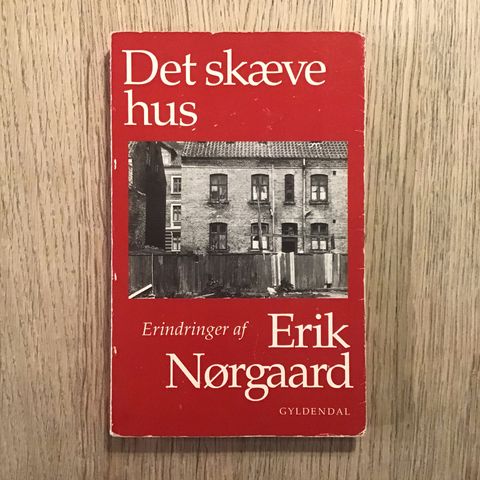 Det skæve
hus
Erindringer af Erik
Nørgaard
GYLDENDAL